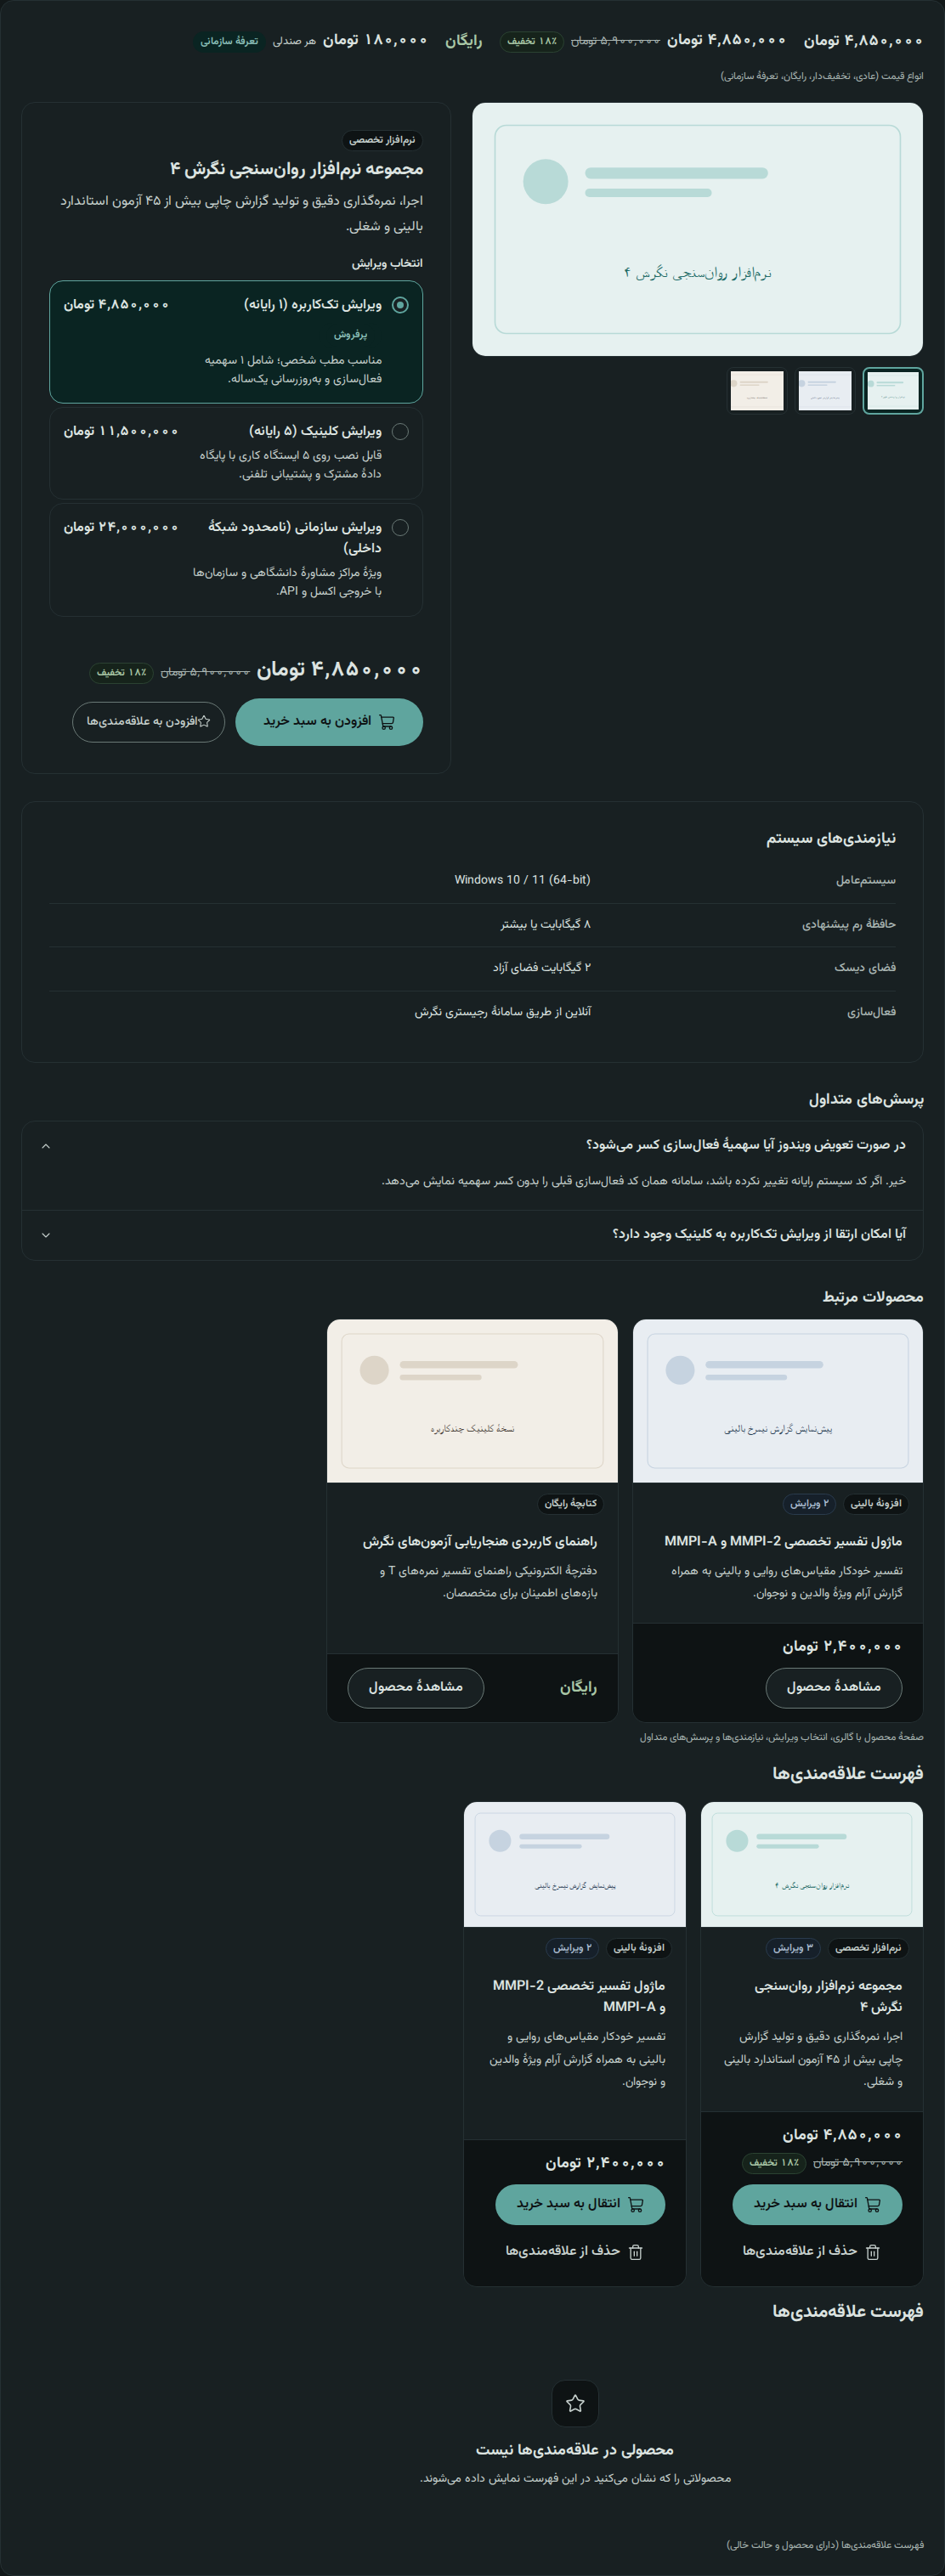 ۴,۸۵۰,۰۰۰ تومان ۴,۸۵۰,۰۰۰ تومان ۵,۹۰۰,۰۰۰ تومان ۱۸٪ تخفیف رایگان ۱۸۰,۰۰۰ تومان هر صندلی تعرفهٔ سازمانی
انواع قیمت (عادی، تخفیف‌دار، رایگان، تعرفهٔ سازمانی)
نرم‌افزار روان‌سنجی نگرش ۴
نرم‌افزار تخصصی
مجموعه نرم‌افزار روان‌سنجی نگرش ۴
اجرا، نمره‌گذاری دقیق و تولید گزارش چاپی بیش از ۴۵ آزمون استاندارد
بالینی و شغلی.
انتخاب ویرایش
ویرایش تک‌کاربره (۱ رایانه) ۴,۸۵۰,۰۰۰ تومان
پرفروش
مناسب مطب شخصی؛ شامل ۱ سهمیه
فعال‌سازی و به‌روزرسانی یک‌ساله.
ویرایش کلینیک (۵ رایانه) ۱۱,۵۰۰,۰۰۰ تومان
قابل نصب روی ۵ ایستگاه کاری با پایگاه
دادهٔ مشترک و پشتیبانی تلفنی.
ویرایش سازمانی (نامحدود شبکهٔ ۲۴,۰۰۰,۰۰۰ تومان
داخلی)
ویژهٔ مراکز مشاورهٔ دانشگاهی و سازمان‌ها
با خروجی اکسل و API.
۴,۸۵۰,۰۰۰ تومان ۵,۹۰۰,۰۰۰ تومان ۱۸٪ تخفیف
افزودن به سبد خرید افزودن به علاقه‌مندی‌ها
نیازمندی‌های سیستم
سیستم‌عامل Windows 10 / 11 (64-bit)
حافظهٔ رم پیشنهادی ۸ گیگابایت یا بیشتر
فضای دیسک ۲ گیگابایت فضای آزاد
فعال‌سازی آنلاین از طریق سامانهٔ رجیستری نگرش
پرسش‌های متداول
در صورت تعویض ویندوز آیا سهمیهٔ فعال‌سازی کسر می‌شود؟
خیر. اگر کد سیستم رایانه تغییر نکرده باشد، سامانه همان کد فعال‌سازی قبلی را بدون کسر سهمیه نمایش می‌دهد.
آیا امکان ارتقا از ویرایش تک‌کاربره به کلینیک وجود دارد؟
محصولات مرتبط
پیش‌نمایش گزارش نیمرخ بالینی
افزونهٔ بالینی ۲ ویرایش
ماژول تفسیر تخصصی MMPI-2 و MMPI-A
تفسیر خودکار مقیاس‌های روایی و بالینی به همراه
گزارش آرام ویژهٔ والدین و نوجوان.
۲,۴۰۰,۰۰۰ تومان
مشاهدهٔ محصول
نسخهٔ کلینیک چندکاربره
کتابچهٔ رایگان
راهنمای کاربردی هنجاریابی آزمون‌های نگرش
دفترچهٔ الکترونیکی راهنمای تفسیر نمره‌های T و
بازه‌های اطمینان برای متخصصان.
رایگان مشاهدهٔ محصول
صفحهٔ محصول با گالری، انتخاب ویرایش، نیازمندی‌ها و پرسش‌های متداول
فهرست علاقه‌مندی‌ها
نرم‌افزار روان‌سنجی نگرش ۴
نرم‌افزار تخصصی ۳ ویرایش
مجموعه نرم‌افزار روان‌سنجی
نگرش ۴
اجرا، نمره‌گذاری دقیق و تولید گزارش
چاپی بیش از ۴۵ آزمون استاندارد بالینی
و شغلی.
۴,۸۵۰,۰۰۰ تومان
۵,۹۰۰,۰۰۰ تومان ۱۸٪ تخفیف
انتقال به سبد خرید
حذف از علاقه‌مندی‌ها
پیش‌نمایش گزارش نیمرخ بالینی
افزونهٔ بالینی ۲ ویرایش
ماژول تفسیر تخصصی MMPI-2
و MMPI-A
تفسیر خودکار مقیاس‌های روایی و
بالینی به همراه گزارش آرام ویژهٔ والدین
و نوجوان.
۲,۴۰۰,۰۰۰ تومان
انتقال به سبد خرید
حذف از علاقه‌مندی‌ها
فهرست علاقه‌مندی‌ها
محصولی در علاقه‌مندی‌ها نیست
محصولاتی را که نشان می‌کنید در این فهرست نمایش داده می‌شوند.
فهرست علاقه‌مندی‌ها (دارای محصول و حالت خالی)